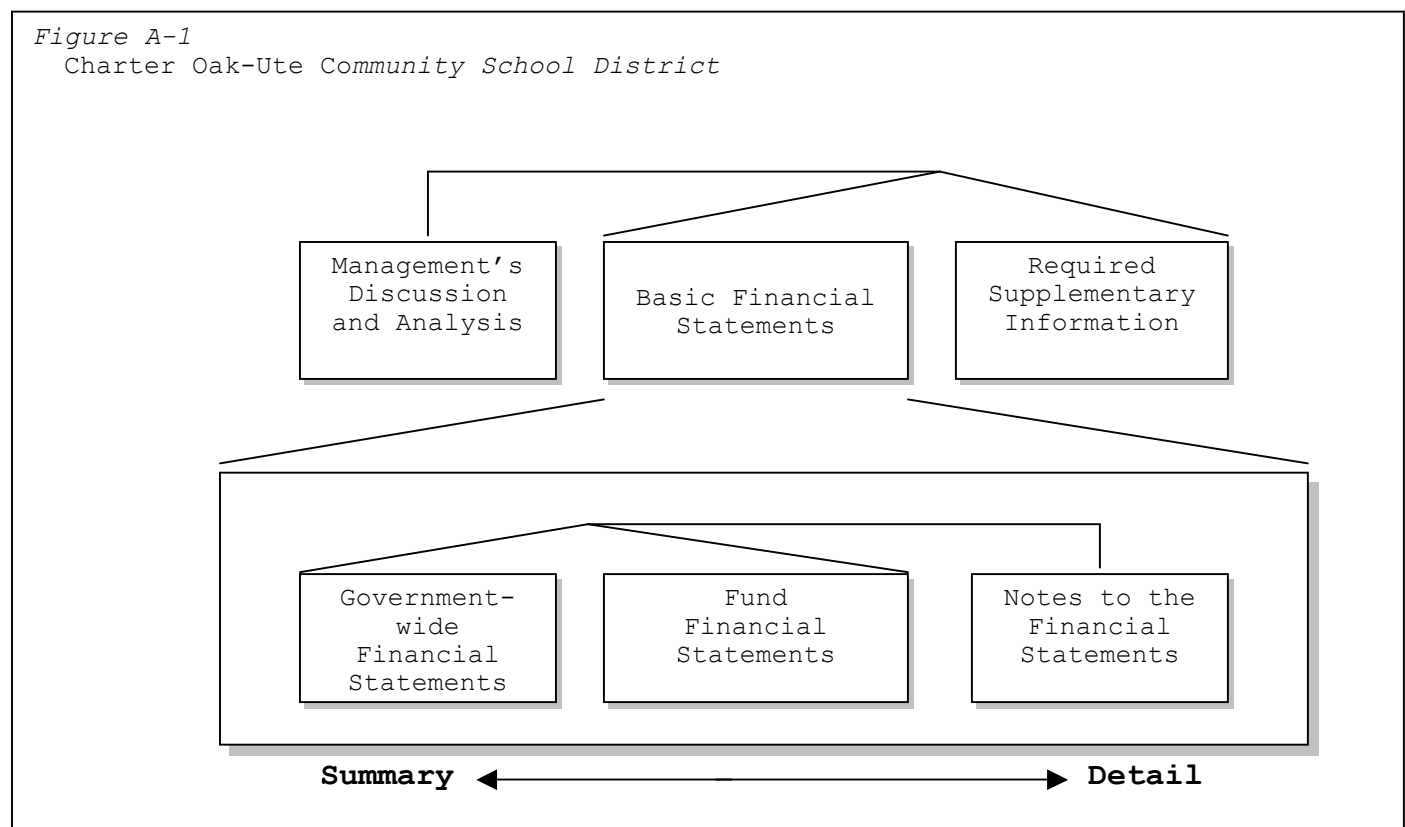 Figure A-1
Charter Oak-Ute Community School District
Management’s
Discussion
and Analysis
Basic Financial
Statements
Required
Supplementary
Information
Government-
wide
Financial
Statements
Fund
Financial
Statements
Notes to the
Financial
Statements
Summary Detail